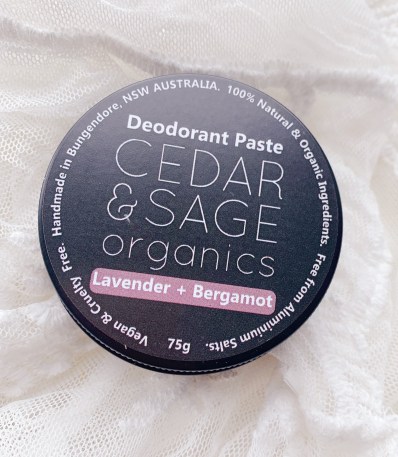 Deodorant Paste
CEDAR
& SAGE
organics
Lavender + Bergamot
75g
Vegan & Cruelty Free. Handmade in Bungendore, NSW AUSTRALIA. 100% Natural & Organic Ingredients. Free from Aluminium Salts.